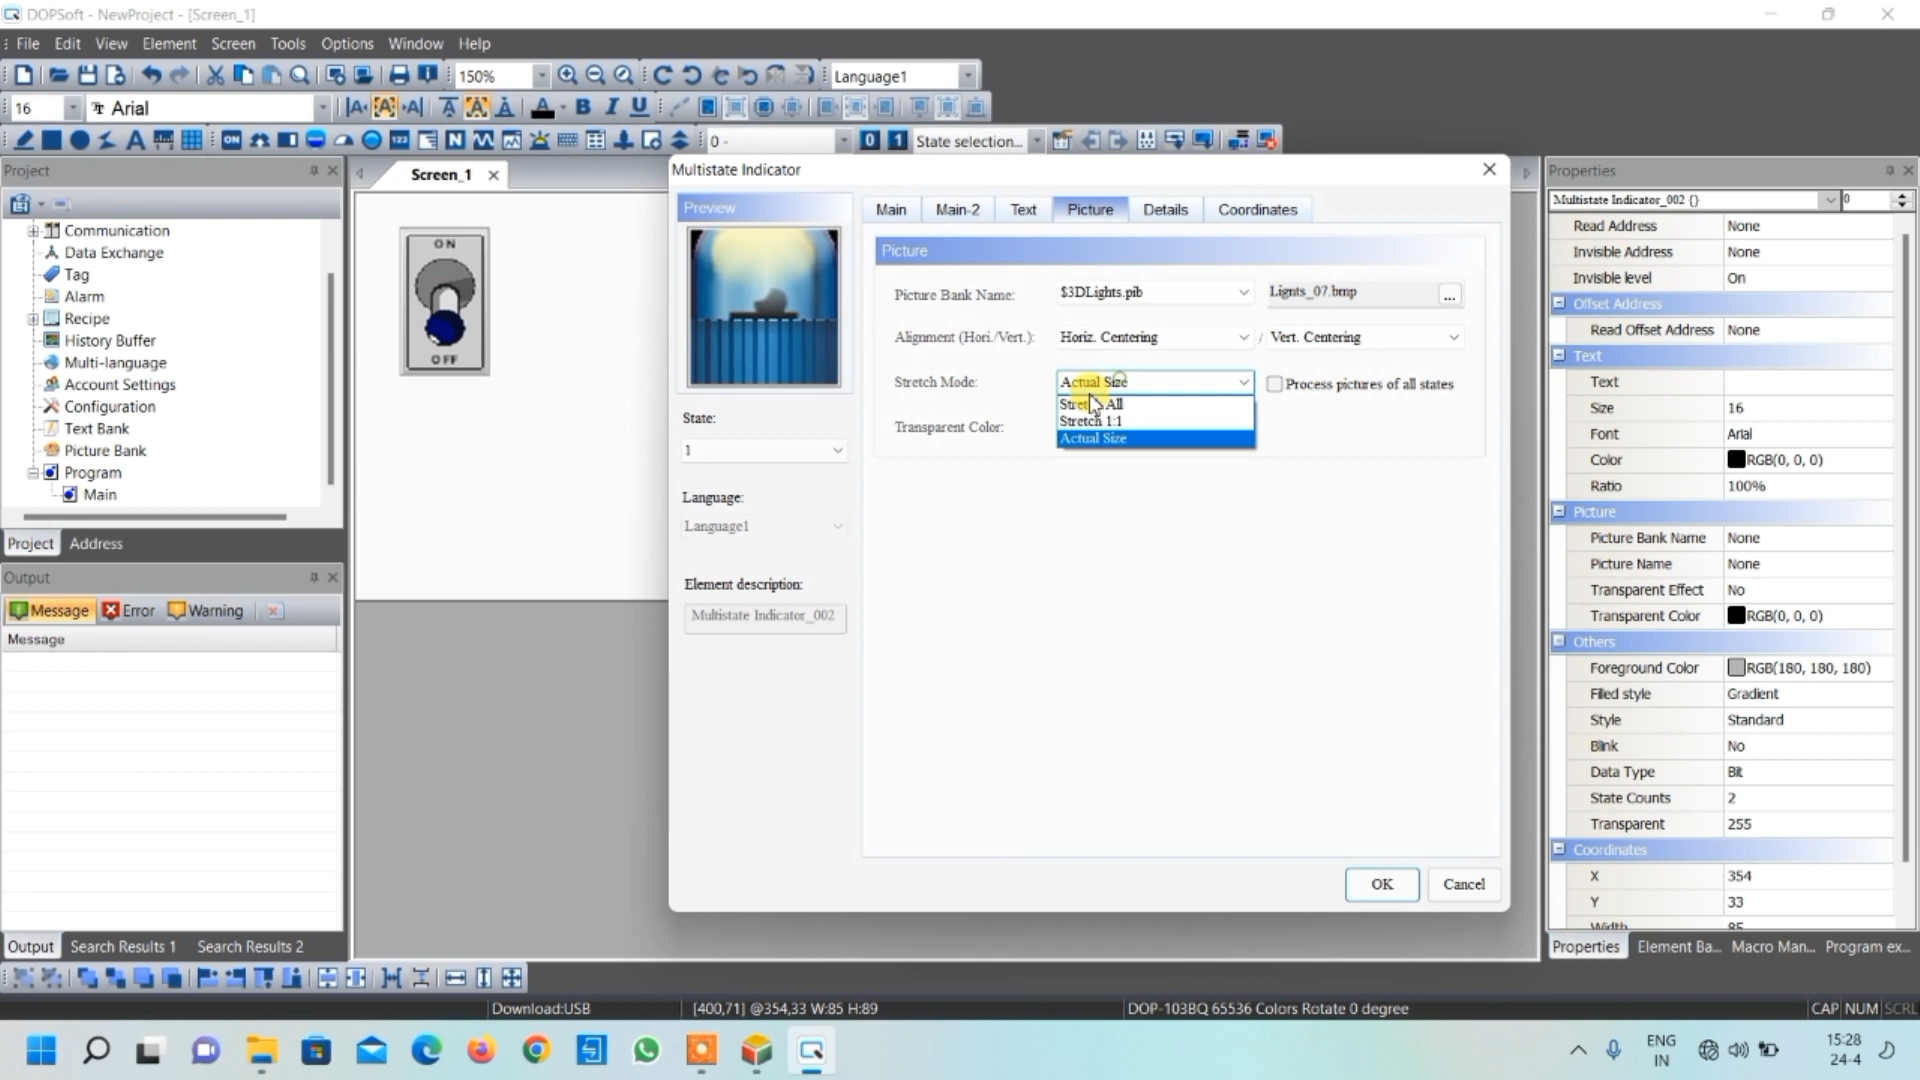 DOPSoft - NewProject - [Screen_1]
File Edit View Element Screen Tools Options Window Help
150% Language1
16 Arial
0 - State selection...
Project
Communication
Data Exchange
Tag
Alarm
Recipe
History Buffer
Multi-language
Account Settings
Configuration
Text Bank
Picture Bank
Program
Main
Project Address
Output
Message Error Warning
Message
Output Search Results 1 Search Results 2
Screen_1
ON
OFF
Multistate Indicator
Preview
State:
1
Language:
Language1
Element description:
Multistate Indicator_002
Main Main-2 Text Picture Details Coordinates
Picture
Picture Bank Name: $3DLights.pib Lights_07.bmp ...
Alignment (Hori./Vert.): Horiz. Centering / Vert. Centering
Stretch Mode: Actual Size Process pictures of all states
Stretch All
Stretch 1:1
Actual Size
Transparent Color:
OK Cancel
Properties
Multistate Indicator_002 {} 0
Read Address None
Invisible Address None
Invisible level On
Offset Address
Read Offset Address None
Text
Text
Size 16
Font Arial
Color RGB(0, 0, 0)
Ratio 100%
Picture
Picture Bank Name None
Picture Name None
Transparent Effect No
Transparent Color RGB(0, 0, 0)
Others
Foreground Color RGB(180, 180, 180)
Filled style Gradient
Style Standard
Blink No
Data Type Bit
State Counts 2
Transparent 255
Coordinates
X 354
Y 33
Width 85
Properties Element Ba... Macro Man... Program ex...
Download:USB [400,71] @354,33 W:85 H:89 DOP-103BQ 65536 Colors Rotate 0 degree CAP NUM SCRL
ENG
IN
15:28
24-4